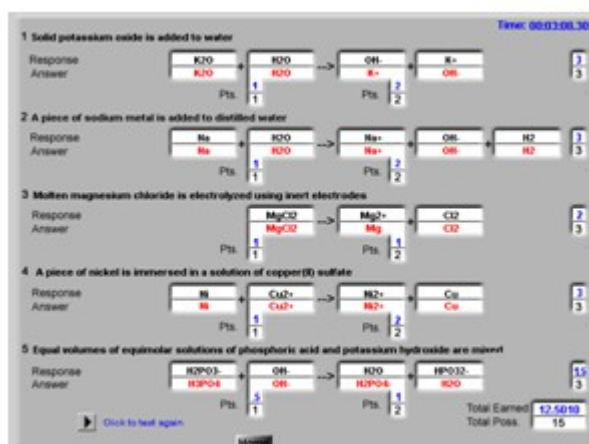 Time: 00:03:08.30
1 Solid potassium oxide is added to water
Response K2O + H2O --> OH- + K+ 3
Answer K2O H2O K+ OH- 3
Pts. 1 2
1 2
2 A piece of sodium metal is added to distilled water
Response Na + H2O --> Na+ + OH- + H2 3
Answer Na H2O Na+ OH- H2 3
Pts. 1 2
1 2
3 Molten magnesium chloride is electrolyzed using inert electrodes
Response MgCl2 --> Mg2+ + Cl2 2
Answer MgCl2 Mg Cl2 3
Pts. 1 1
1 2
4 A piece of nickel is immersed in a solution of copper(II) sulfate
Response Ni + Cu2+ --> Ni2+ + Cu 3
Answer Ni Cu2+ Ni2+ Cu 3
Pts. 1 2
1 2
5 Equal volumes of equimolar solutions of phosphoric acid and potassium hydroxide are mixed
Response H2PO3- + OH- --> H2O + HPO32- 1.5
Answer H3PO4 OH- H2PO4- H2O 3
Pts. .5 1
1 2
Total Earned 12.5010
Click to test again Total Poss. 15